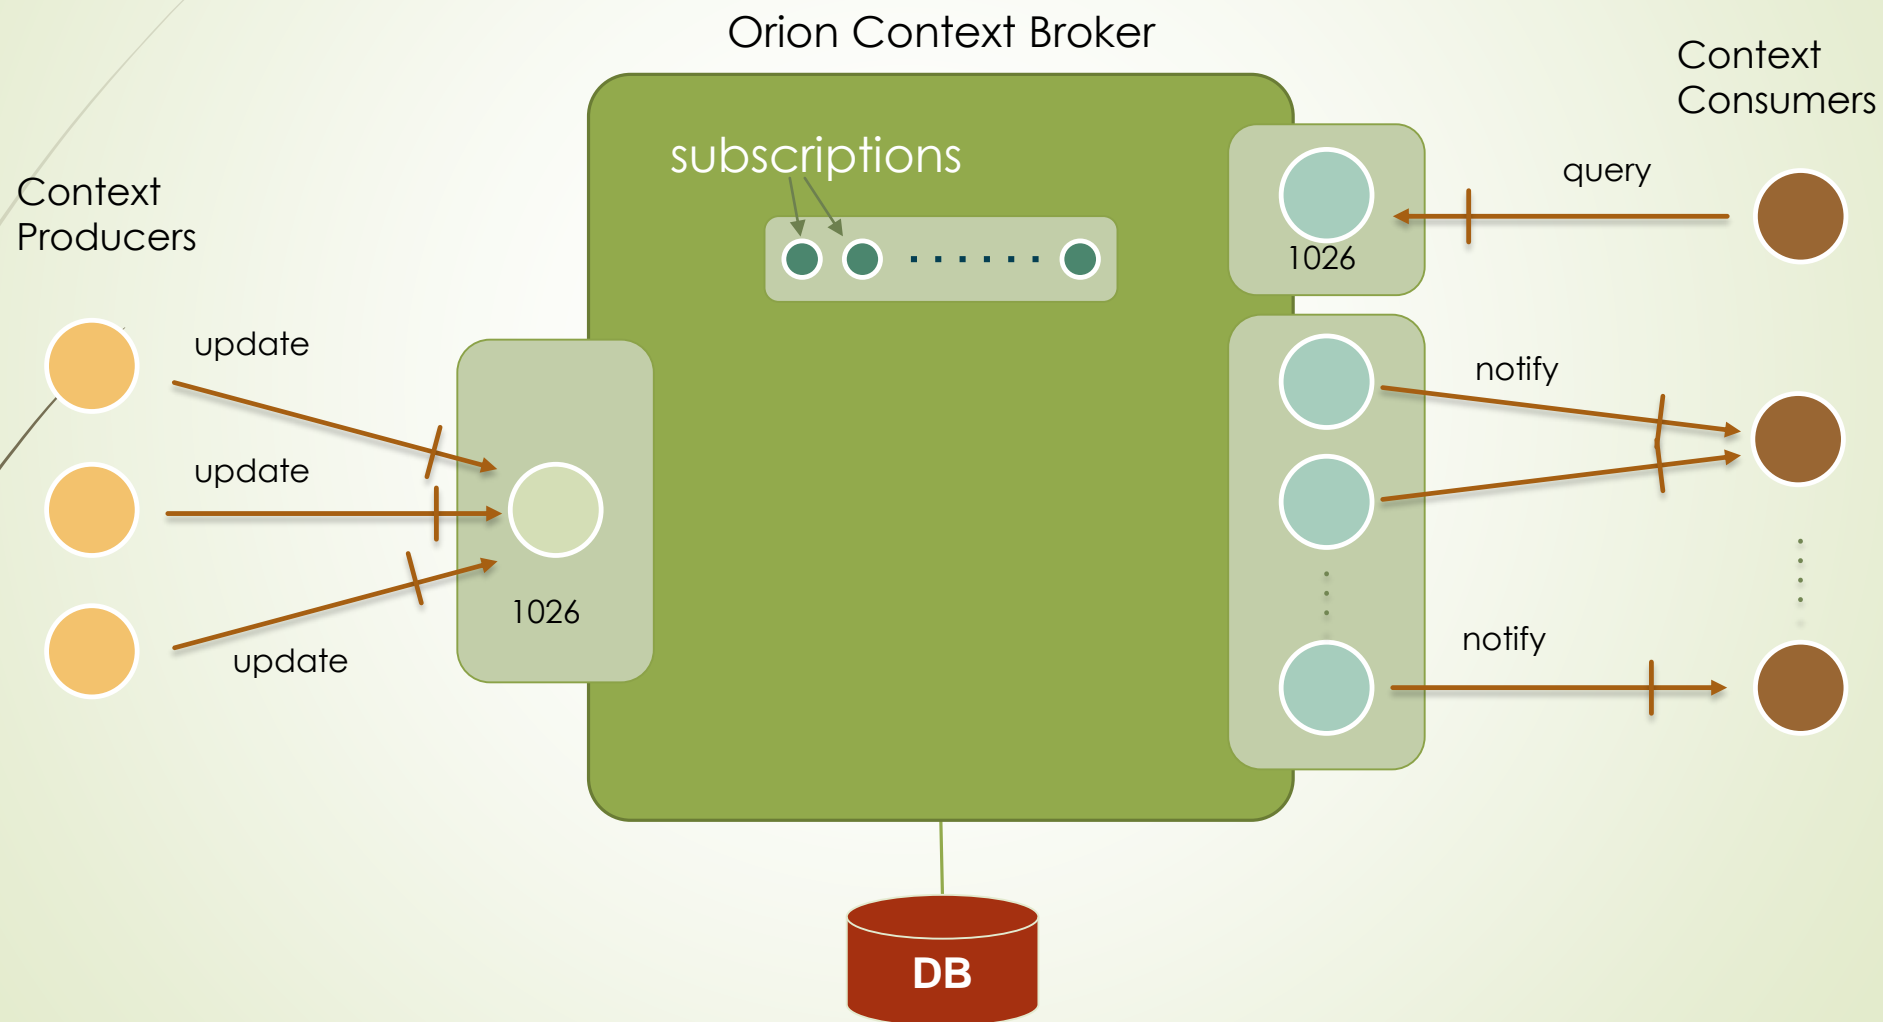 Orion Context Broker
Context
Consumers
subscriptions
query
Context
Producers
1026
update
notify
update
1026
notify
update
DB